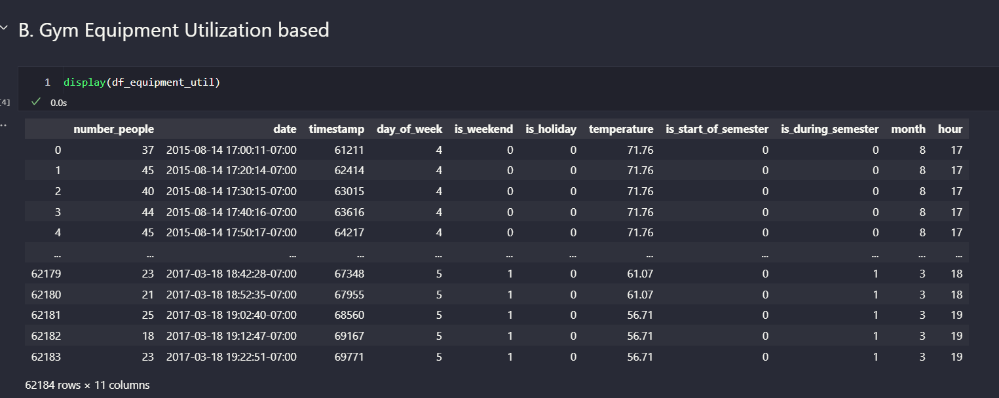 B. Gym Equipment Utilization based
1 display(df_equipment_util)
[4] 0.0s
number_people date timestamp day_of_week is_weekend is_holiday temperature is_start_of_semester is_during_semester month hour
0 37 2015-08-14 17:00:11-07:00 61211 4 0 0 71.76 0 0 8 17
1 45 2015-08-14 17:20:14-07:00 62414 4 0 0 71.76 0 0 8 17
2 40 2015-08-14 17:30:15-07:00 63015 4 0 0 71.76 0 0 8 17
3 44 2015-08-14 17:40:16-07:00 63616 4 0 0 71.76 0 0 8 17
4 45 2015-08-14 17:50:17-07:00 64217 4 0 0 71.76 0 0 8 17
... ... ... ... ... ... ... ... ... ... ... ...
62179 23 2017-03-18 18:42:28-07:00 67348 5 1 0 61.07 0 1 3 18
62180 21 2017-03-18 18:52:35-07:00 67955 5 1 0 61.07 0 1 3 18
62181 25 2017-03-18 19:02:40-07:00 68560 5 1 0 56.71 0 1 3 19
62182 18 2017-03-18 19:12:47-07:00 69167 5 1 0 56.71 0 1 3 19
62183 23 2017-03-18 19:22:51-07:00 69771 5 1 0 56.71 0 1 3 19
62184 rows × 11 columns